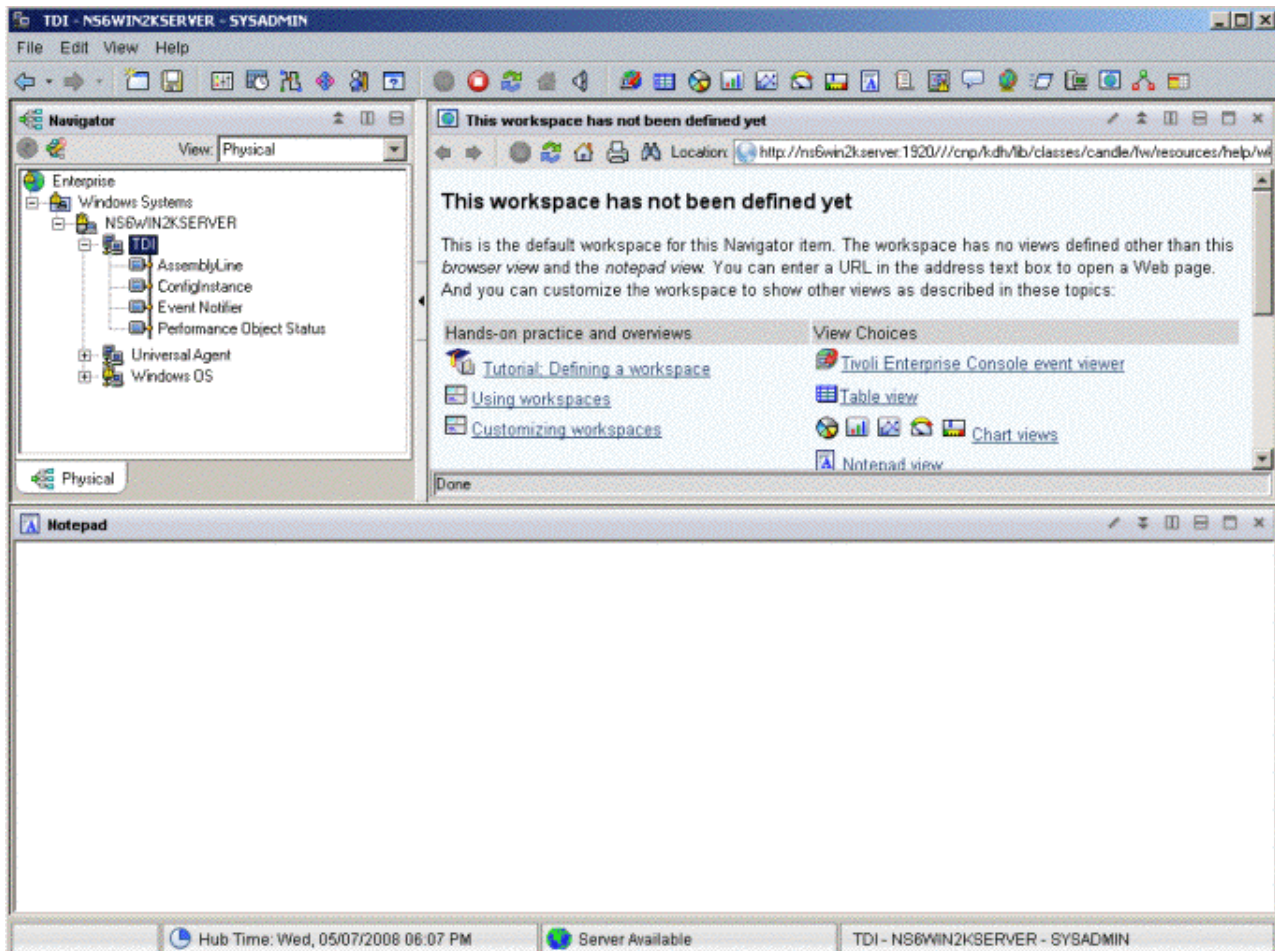 TDI - NS6WIN2KSERVER - SYSADMIN
File Edit View Help
Navigator
View: Physical
Enterprise
Windows Systems
NS6WIN2KSERVER
TDI
AssemblyLine
ConfigInstance
Event Notifier
Performance Object Status
Universal Agent
Windows OS
Physical
This workspace has not been defined yet
Location: http://ns6win2kserver:1920///cnp/kdh/lib/classes/candle/fw/resources/help/wi
This workspace has not been defined yet
This is the default workspace for this Navigator item. The workspace has no views defined other than this
browser view and the notepad view. You can enter a URL in the address text box to open a Web page.
And you can customize the workspace to show other views as described in these topics:
Hands-on practice and overviews
Tutorial: Defining a workspace
Using workspaces
Customizing workspaces
View Choices
Tivoli Enterprise Console event viewer
Table view
Chart views
Notepad view
Done
Notepad
Hub Time: Wed, 05/07/2008 06:07 PM
Server Available
TDI - NS6WIN2KSERVER - SYSADMIN